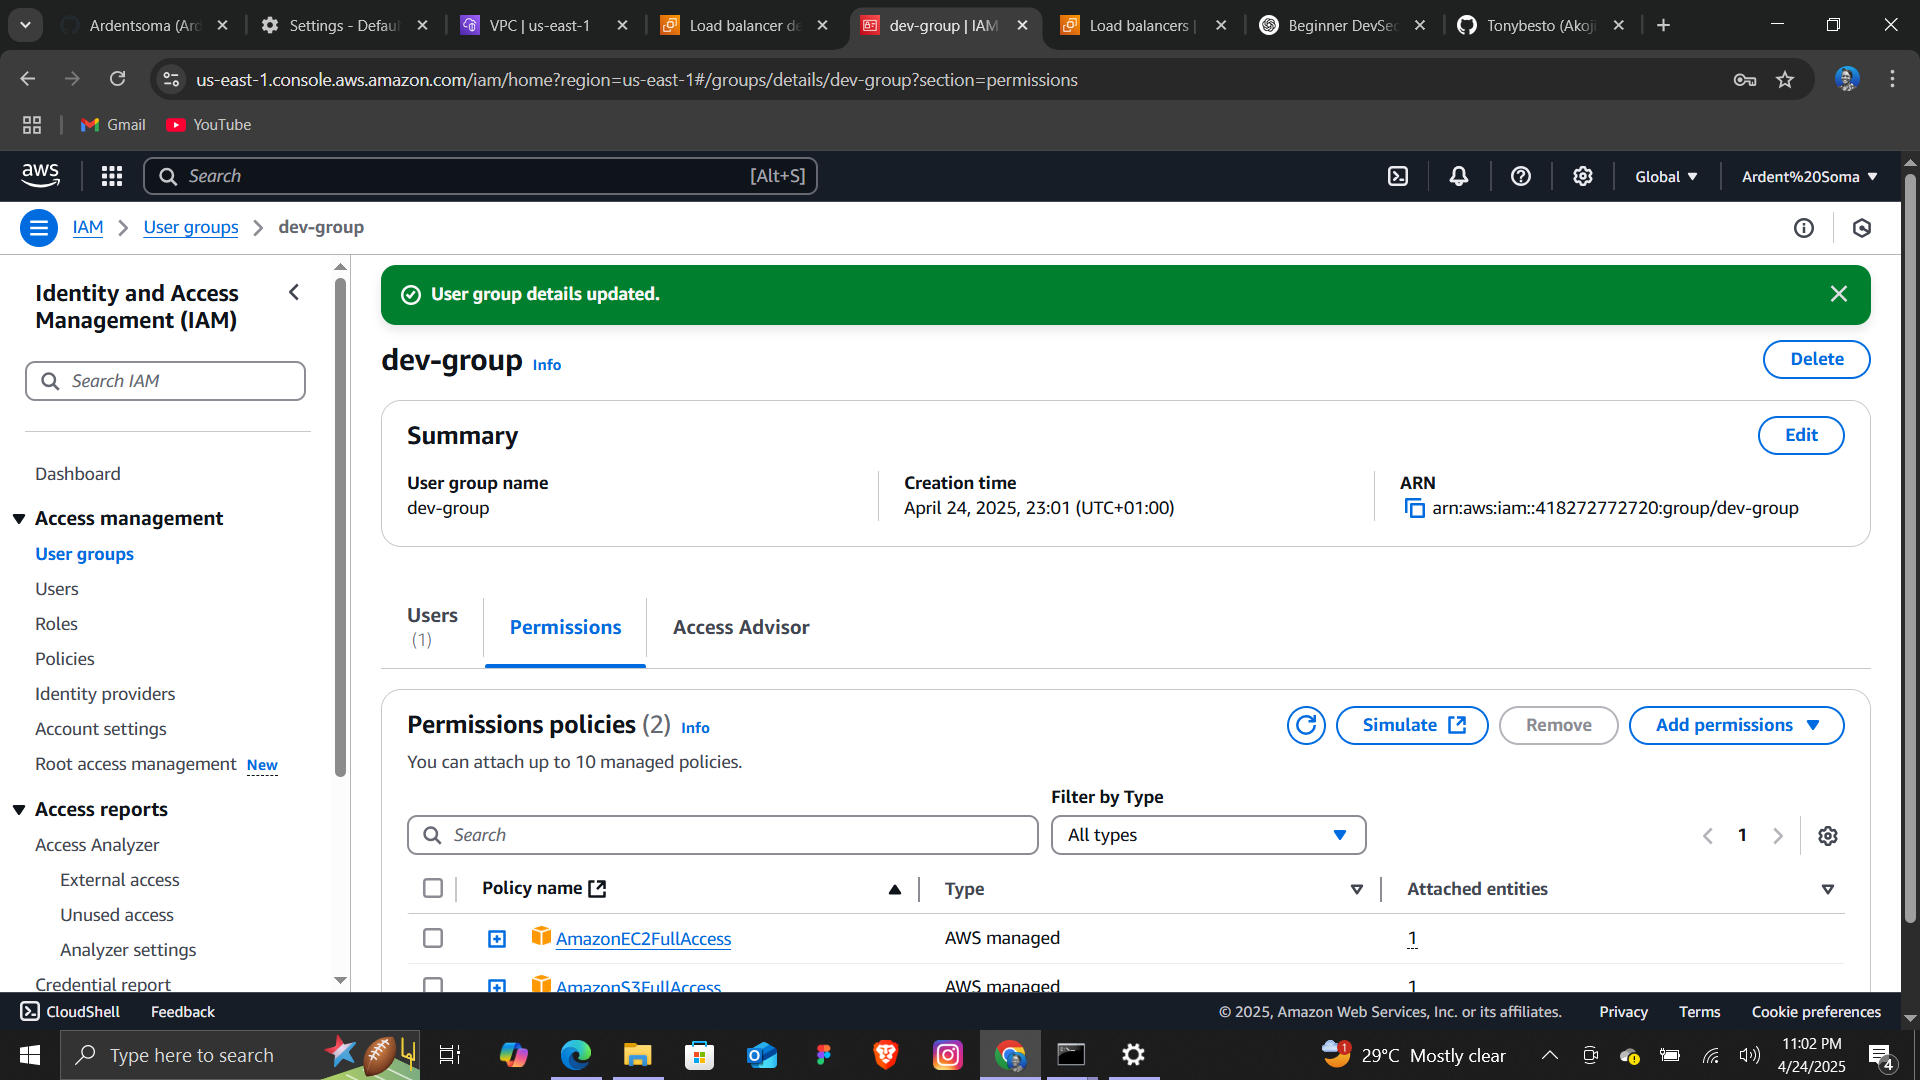 Ardentsoma (Ard
Settings - Defaul
VPC | us-east-1
Load balancer de
dev-group | IAM
Load balancers |
Beginner DevSec
Tonybesto (Akoji
us-east-1.console.aws.amazon.com/iam/home?region=us-east-1#/groups/details/dev-group?section=permissions
Gmail
YouTube
aws
Search
[Alt+S]
Global
Ardent%20Soma
IAM
User groups
dev-group
Identity and Access
Management (IAM)
Search IAM
Dashboard
Access management
User groups
Users
Roles
Policies
Identity providers
Account settings
Root access management New
Access reports
Access Analyzer
External access
Unused access
Analyzer settings
Credential report
User group details updated.
dev-group Info
Delete
Summary
Edit
User group name
dev-group
Creation time
April 24, 2025, 23:01 (UTC+01:00)
ARN
arn:aws:iam::418272772720:group/dev-group
Users
(1)
Permissions
Access Advisor
Permissions policies (2) Info
You can attach up to 10 managed policies.
Simulate
Remove
Add permissions
Filter by Type
Search
All types
1
Policy name
Type
Attached entities
AmazonEC2FullAccess
AWS managed
1
AmazonS3FullAccess
AWS managed
1
CloudShell
Feedback
© 2025, Amazon Web Services, Inc. or its affiliates.
Privacy
Terms
Cookie preferences
Type here to search
1
29°C Mostly clear
11:02 PM
4/24/2025
4